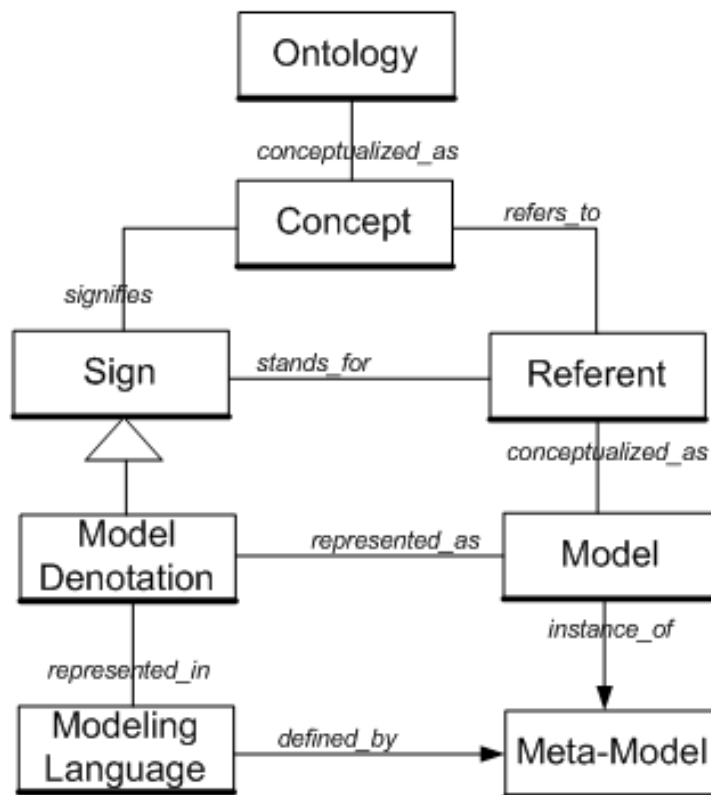 Ontology
conceptualized_as
Concept
refers_to
signifies
Sign
stands_for
Referent
conceptualized_as
Model
Denotation
represented_as
Model
instance_of
represented_in
Modeling
Language
defined_by
Meta-Model